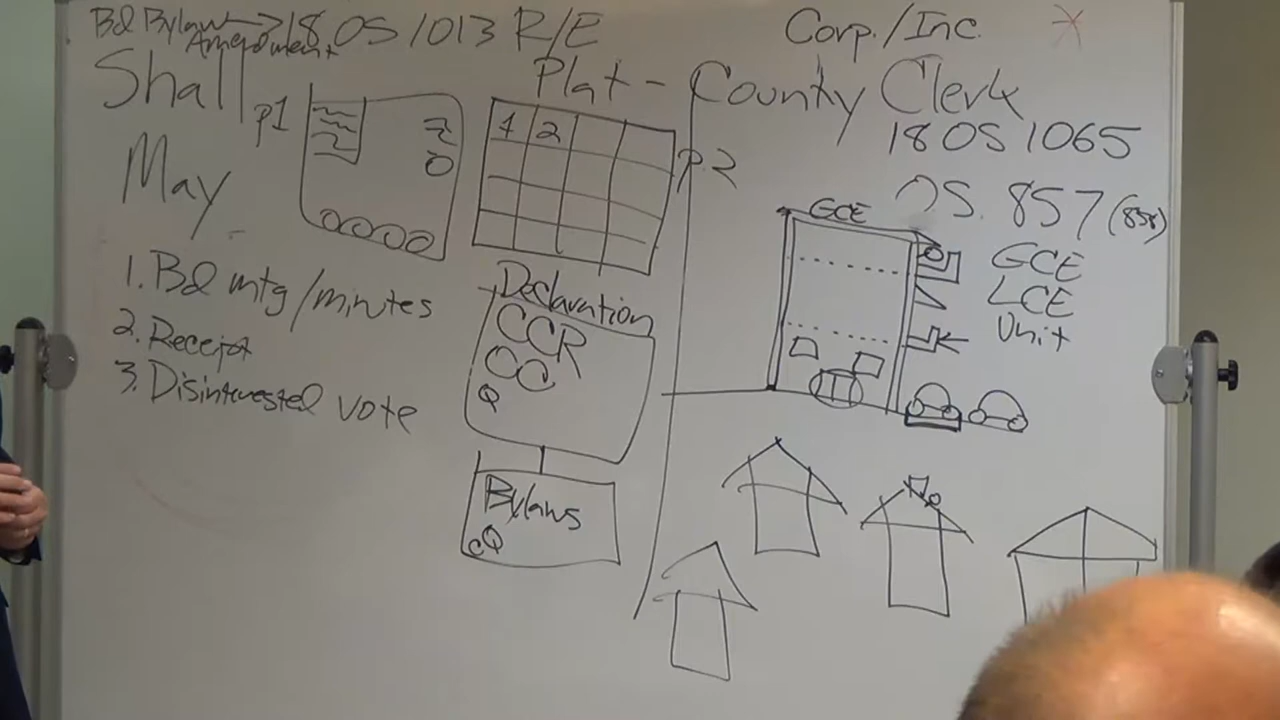 Bd Bylaw → 18 OS 1013 R/E
Amendment
Corp./Inc.
Shall
Plat - County Clerk
May
p1
1 2
p.2
18 OS 1065
OS. 857 (858)
GCE
GCE
LCE
Unit
1. Bd mtg/minutes
2. Receipt
3. Disinterested vote
Declaration
CCR
Q
Bylaws
cQ